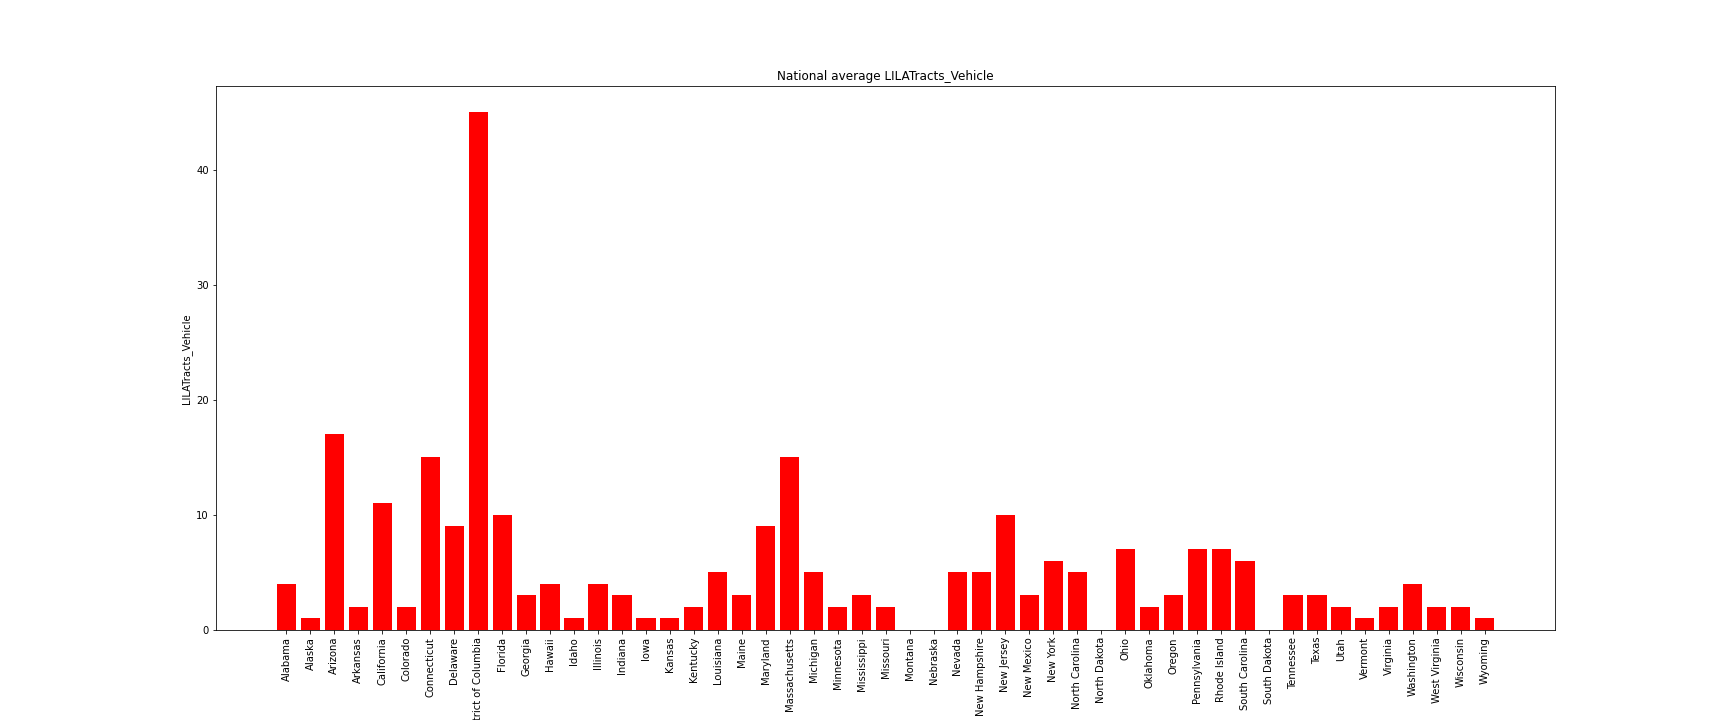 National average LILATracts_Vehicle
LILATracts_Vehicle
40
30
20
10
0
Alabama
Alaska
Arizona
Arkansas
California
Colorado
Connecticut
Delaware
trict of Columbia
Florida
Georgia
Hawaii
Idaho
Illinois
Indiana
Iowa
Kansas
Kentucky
Louisiana
Maine
Maryland
Massachusetts
Michigan
Minnesota
Mississippi
Missouri
Montana
Nebraska
Nevada
New Hampshire
New Jersey
New Mexico
New York
North Carolina
North Dakota
Ohio
Oklahoma
Oregon
Pennsylvania
Rhode Island
South Carolina
South Dakota
Tennessee
Texas
Utah
Vermont
Virginia
Washington
West Virginia
Wisconsin
Wyoming